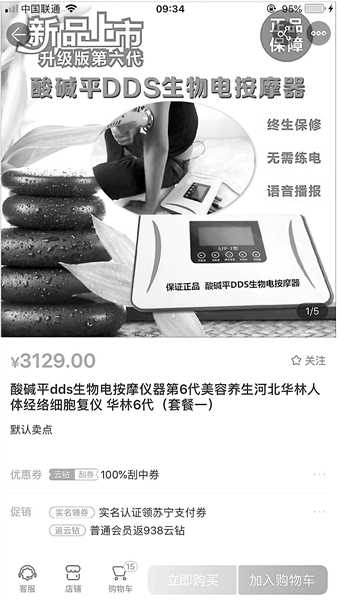 中国联通
09:34
95%
新品上市
升级版第六代
正品
保障
酸碱平DDS生物电按摩器
终生保修
无需练电
语音播报
SZP-1型
保证正品 酸碱平DDS生物电按摩器
1/5
¥3129.00
关注
酸碱平dds生物电按摩仪器第6代美容养生河北华林人
体经络细胞复仪 华林6代（套餐一）
默认卖点
优惠券 云钻 刮券 100%刮中券
促销 实名领券 实名认证领苏宁支付券
返云钻 普通会员返938云钻
15
客服
店铺
购物车
立即购买
加入购物车